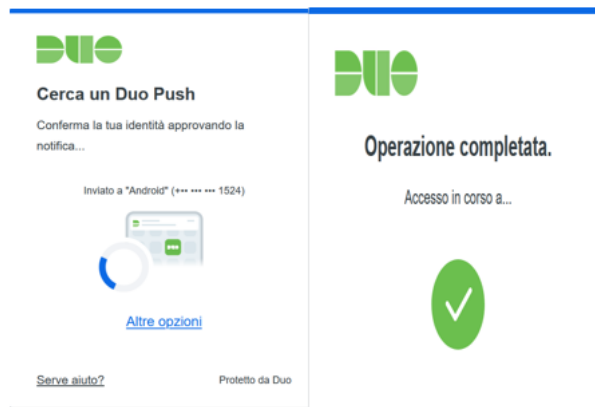 DUO
Cerca un Duo Push
Conferma la tua identità approvando la
notifica...
Inviato a "Android" (+•• ••• ••• 1524)
Altre opzioni
Serve aiuto?
Protetto da Duo
DUO
Operazione completata.
Accesso in corso a...